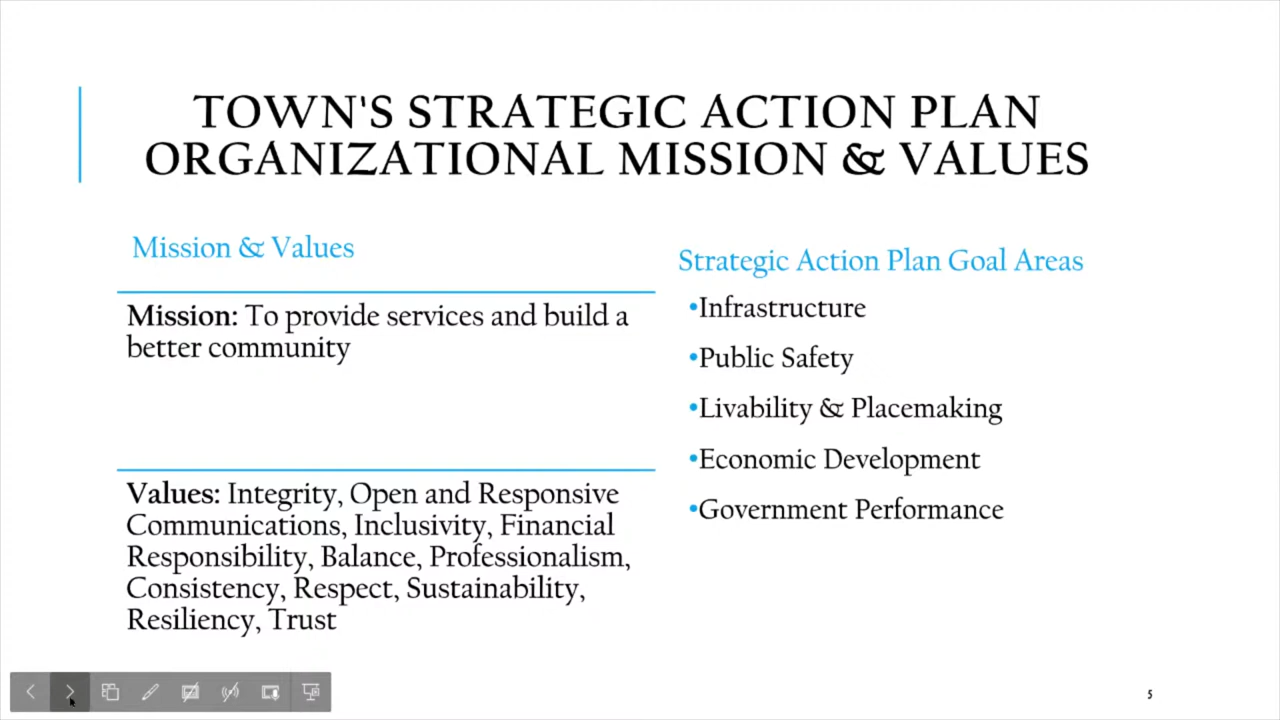 TOWN'S STRATEGIC ACTION PLAN
ORGANIZATIONAL MISSION & VALUES
Mission & Values
Mission: To provide services and build a
better community
Values: Integrity, Open and Responsive
Communications, Inclusivity, Financial
Responsibility, Balance, Professionalism,
Consistency, Respect, Sustainability,
Resiliency, Trust
Strategic Action Plan Goal Areas
•Infrastructure
•Public Safety
•Livability & Placemaking
•Economic Development
•Government Performance
5